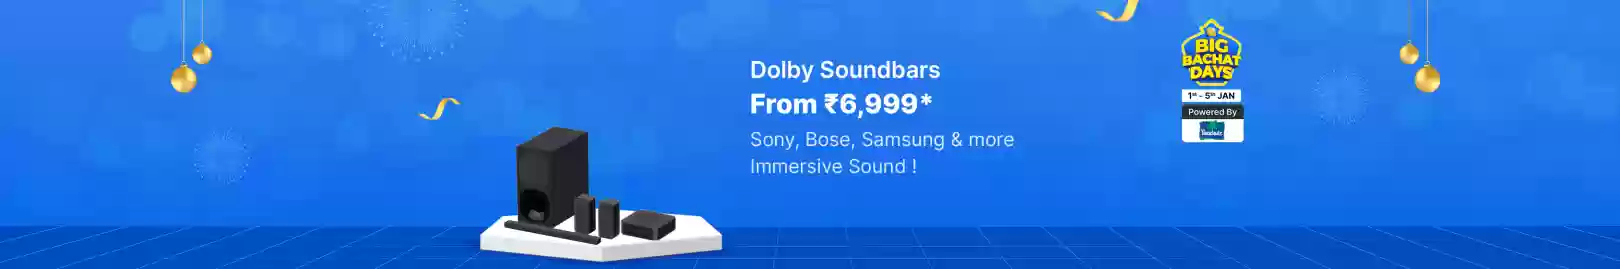 Dolby Soundbars
From ₹6,999*
Sony, Bose, Samsung & more
Immersive Sound !
BIG
BACHAT
DAYS
1st - 5th JAN
Powered By